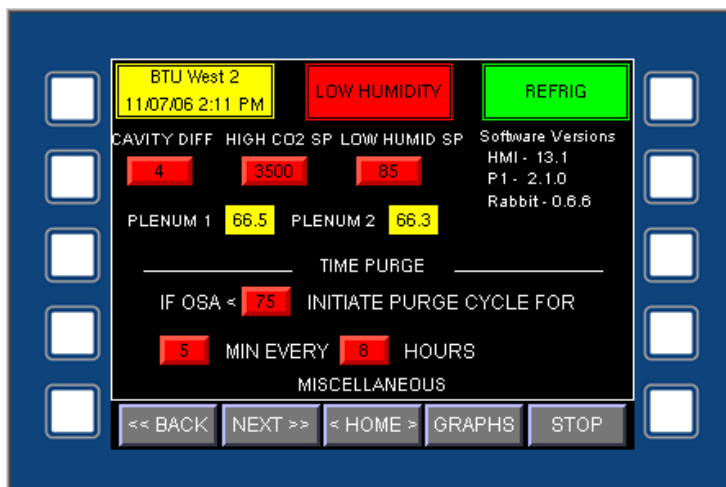 BTU West 2
11/07/06 2:11 PM
LOW HUMIDITY
REFRIG
CAVITY DIFF HIGH CO2 SP LOW HUMID SP
4 3500 85
Software Versions
HMI - 13.1
P1 - 2.1.0
Rabbit - 0.6.6
PLENUM 1 66.5 PLENUM 2 66.3
TIME PURGE
IF OSA < 75 INITIATE PURGE CYCLE FOR
5 MIN EVERY 8 HOURS
MISCELLANEOUS
<< BACK NEXT >> < HOME > GRAPHS STOP